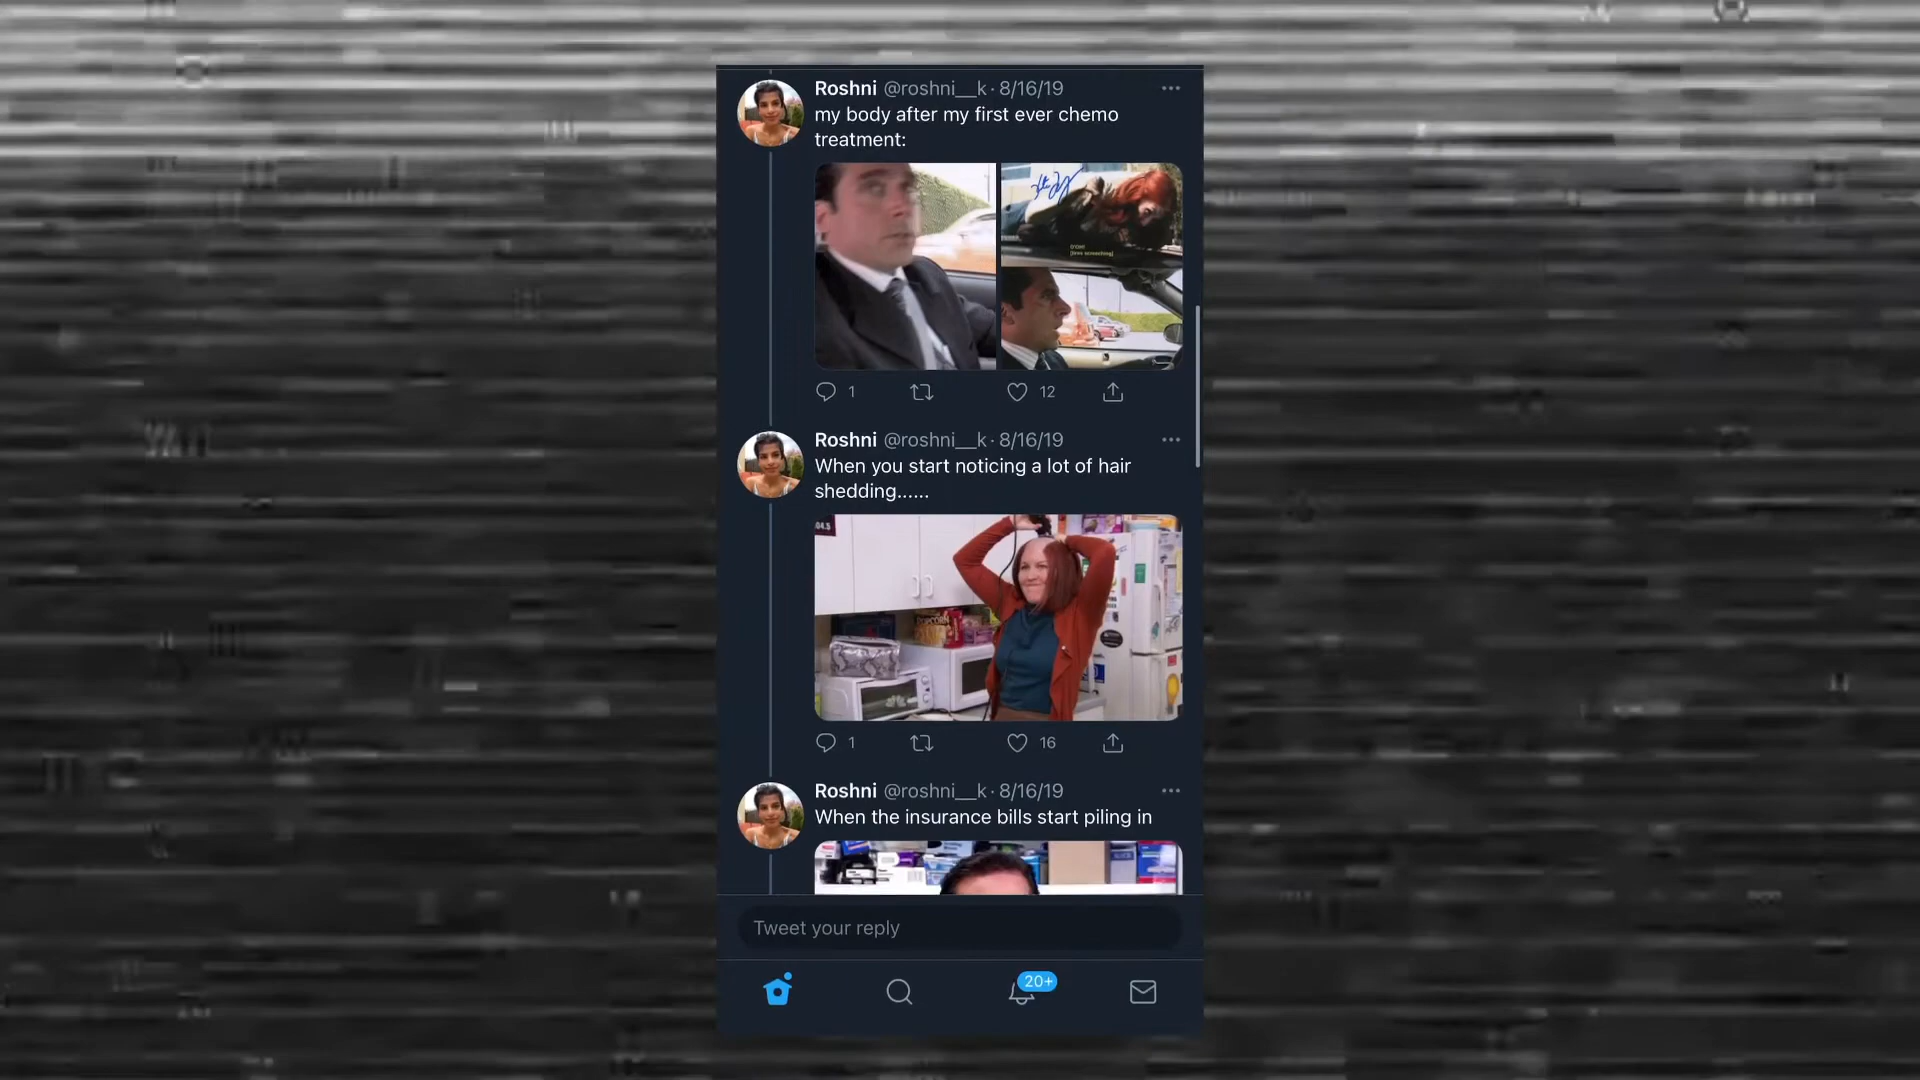 Roshni @roshni__k · 8/16/19
my body after my first ever chemo
treatment:
[tires screeching]
1
12
Roshni @roshni__k · 8/16/19
When you start noticing a lot of hair
shedding......
1
16
Roshni @roshni__k · 8/16/19
When the insurance bills start piling in
Tweet your reply
20+